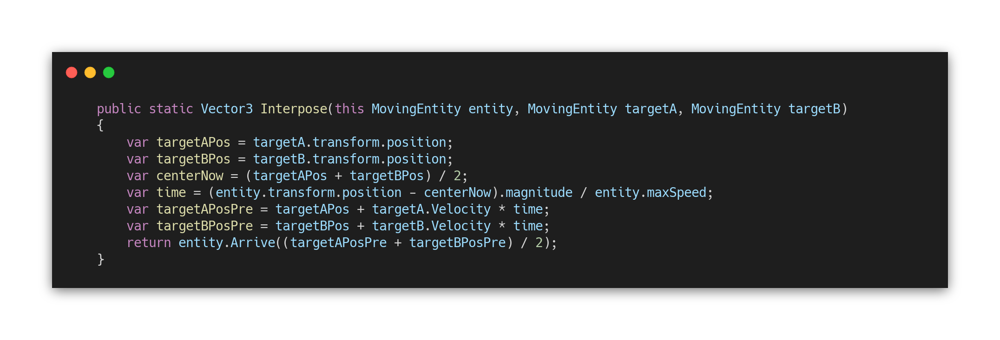 public static Vector3 Interpose(this MovingEntity entity, MovingEntity targetA, MovingEntity targetB)
{
    var targetAPos = targetA.transform.position;
    var targetBPos = targetB.transform.position;
    var centerNow = (targetAPos + targetBPos) / 2;
    var time = (entity.transform.position - centerNow).magnitude / entity.maxSpeed;
    var targetAPosPre = targetAPos + targetA.Velocity * time;
    var targetBPosPre = targetBPos + targetB.Velocity * time;
    return entity.Arrive((targetAPosPre + targetBPosPre) / 2);
}